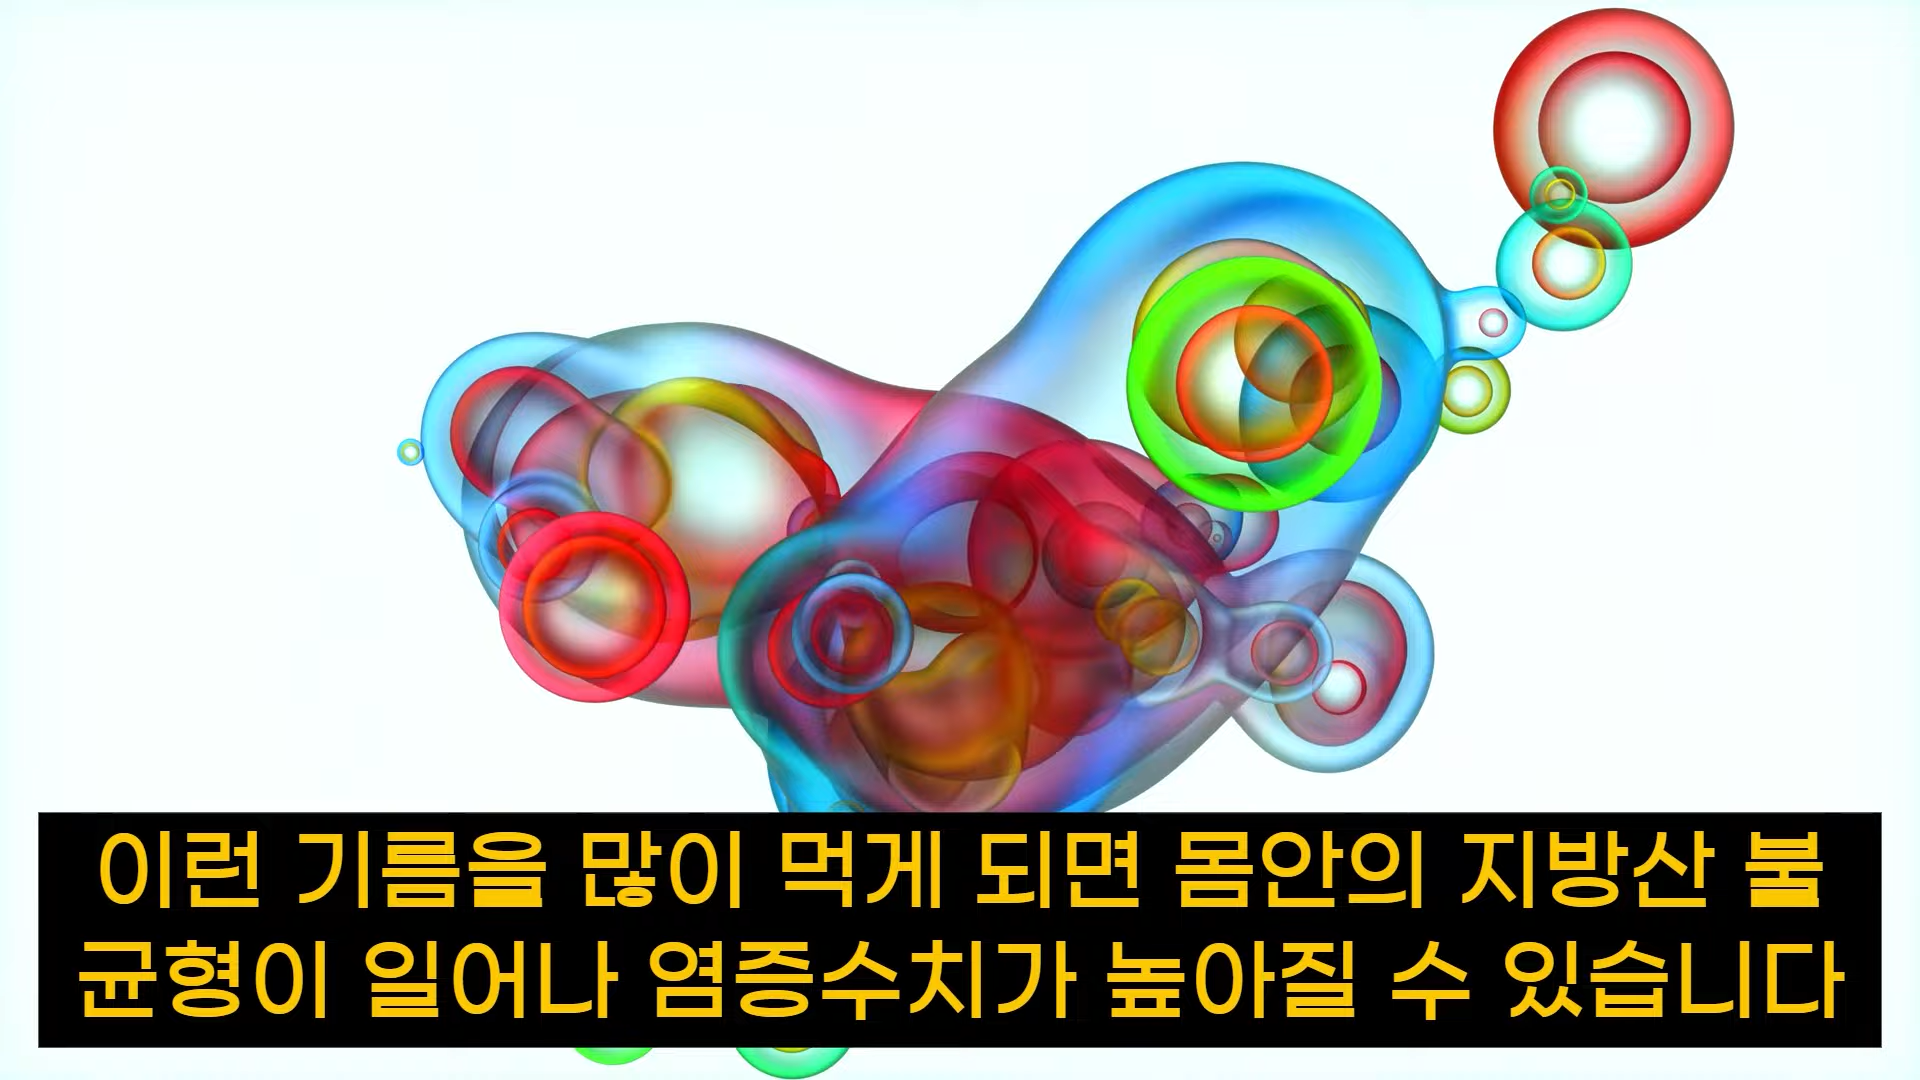 이런 기름을 많이 먹게 되면 몸안의 지방산 불
균형이 일어나 염증수치가 높아질 수 있습니다